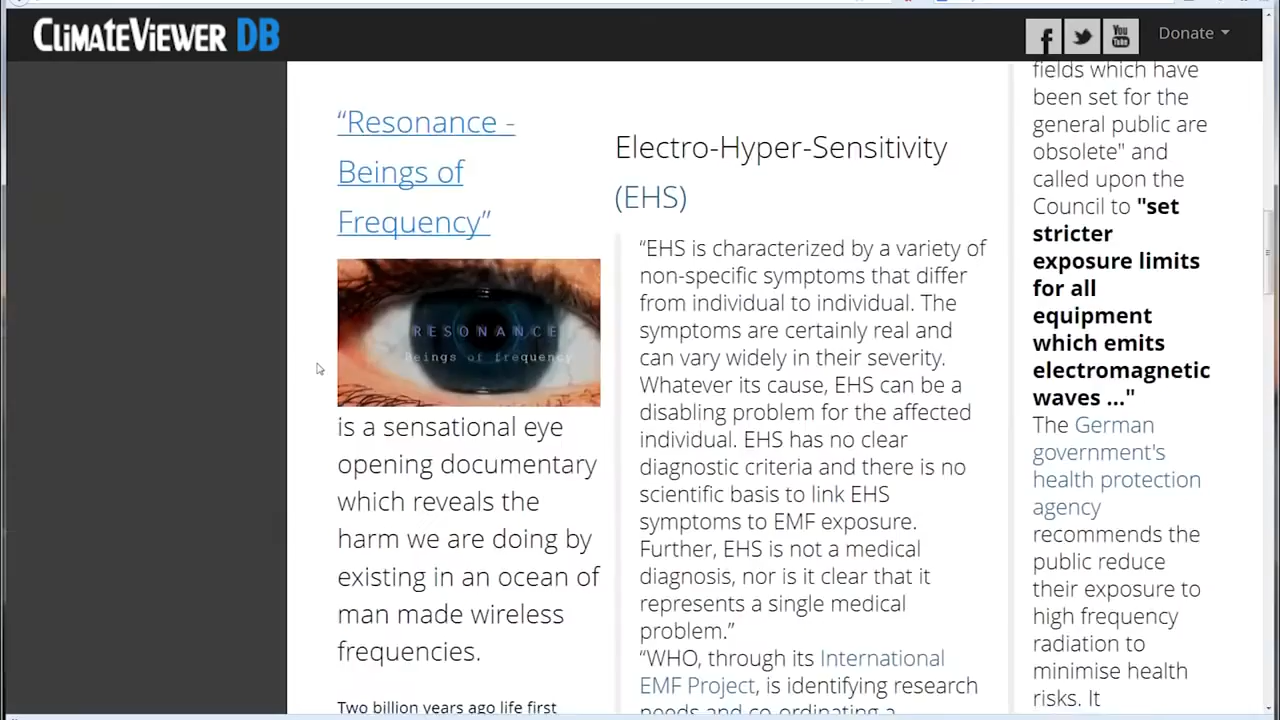 CLIMATEVIEWER DB
f
You
Tube
Donate
“Resonance -
Beings of
Frequency”
RESONANCE
Beings of frequency
is a sensational eye
opening documentary
which reveals the
harm we are doing by
existing in an ocean of
man made wireless
frequencies.
Two billion years ago life first
Electro-Hyper-Sensitivity
(EHS)
“EHS is characterized by a variety of
non-specific symptoms that differ
from individual to individual. The
symptoms are certainly real and
can vary widely in their severity.
Whatever its cause, EHS can be a
disabling problem for the affected
individual. EHS has no clear
diagnostic criteria and there is no
scientific basis to link EHS
symptoms to EMF exposure.
Further, EHS is not a medical
diagnosis, nor is it clear that it
represents a single medical
problem.”
“WHO, through its International
EMF Project, is identifying research
needs and co-ordinating a
fields which have
been set for the
general public are
obsolete" and
called upon the
Council to "set
stricter
exposure limits
for all
equipment
which emits
electromagnetic
waves ..."
The German
government's
health protection
agency
recommends the
public reduce
their exposure to
high frequency
radiation to
minimise health
risks. It